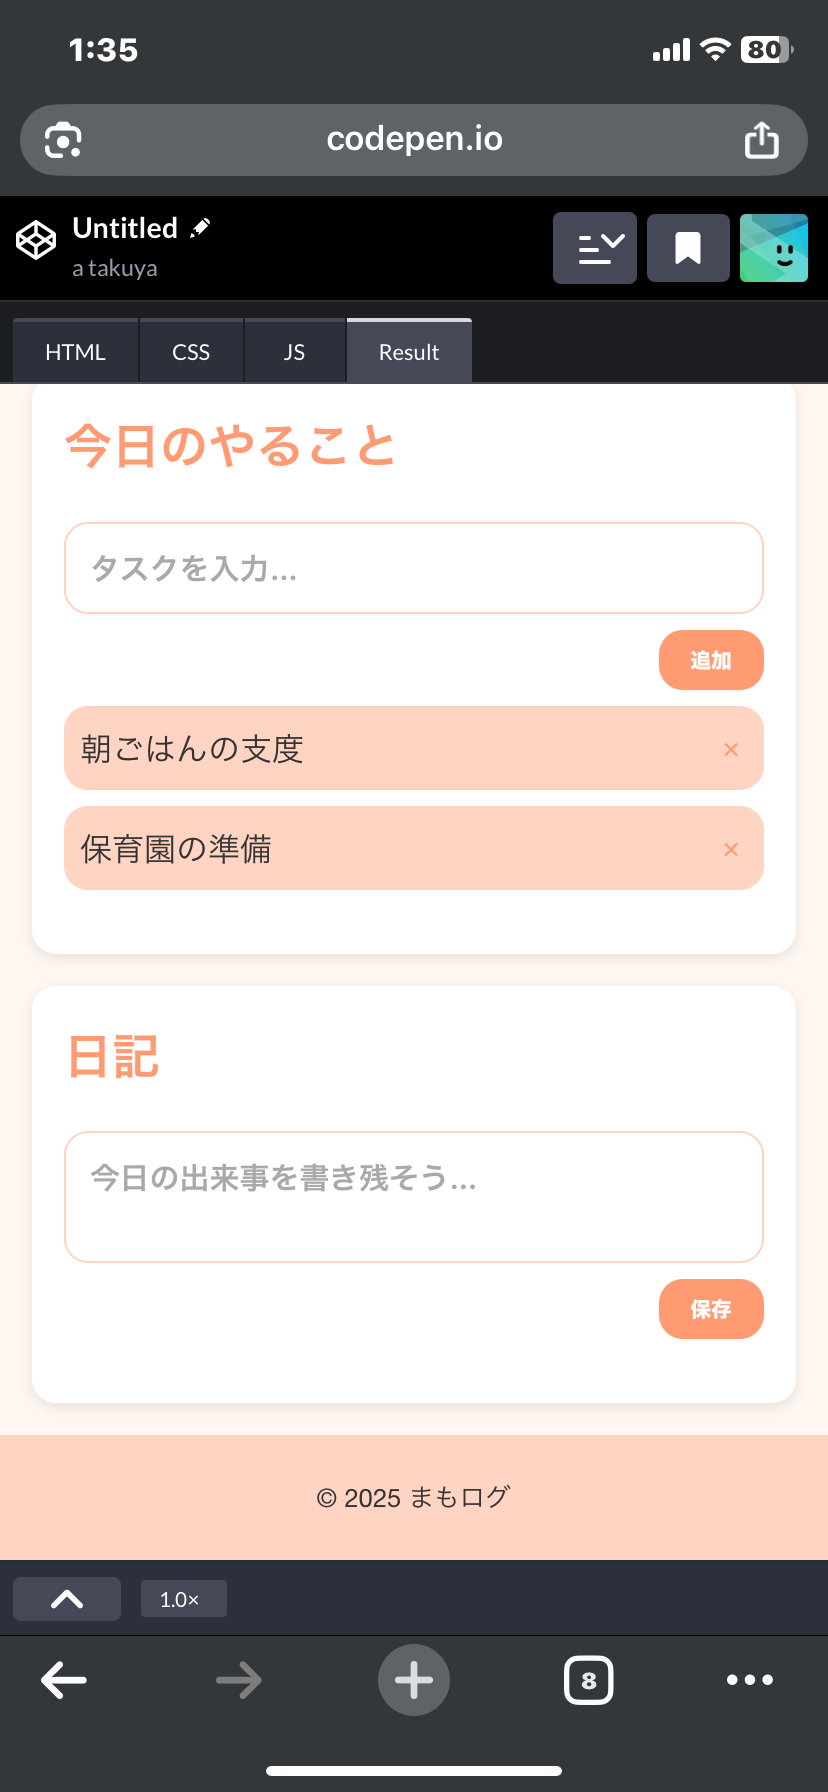 1:35
80
codepen.io
Untitled
a takuya
HTML
CSS
JS
Result
今日のやること
タスクを入力...
追加
朝ごはんの支度
×
保育園の準備
×
日記
今日の出来事を書き残そう...
保存
© 2025 まもログ
1.0×
8